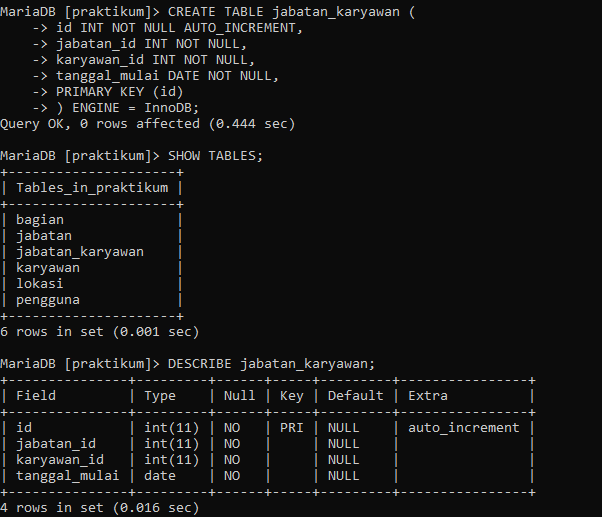 MariaDB [praktikum]> CREATE TABLE jabatan_karyawan (
    -> id INT NOT NULL AUTO_INCREMENT,
    -> jabatan_id INT NOT NULL,
    -> karyawan_id INT NOT NULL,
    -> tanggal_mulai DATE NOT NULL,
    -> PRIMARY KEY (id)
    -> ) ENGINE = InnoDB;
Query OK, 0 rows affected (0.444 sec)

MariaDB [praktikum]> SHOW TABLES;
+---------------------+
| Tables_in_praktikum |
+---------------------+
| bagian              |
| jabatan             |
| jabatan_karyawan    |
| karyawan            |
| lokasi              |
| pengguna            |
+---------------------+
6 rows in set (0.001 sec)

MariaDB [praktikum]> DESCRIBE jabatan_karyawan;
+---------------+---------+------+-----+---------+----------------+
| Field         | Type    | Null | Key | Default | Extra          |
+---------------+---------+------+-----+---------+----------------+
| id            | int(11) | NO   | PRI | NULL    | auto_increment |
| jabatan_id    | int(11) | NO   |     | NULL    |                |
| karyawan_id   | int(11) | NO   |     | NULL    |                |
| tanggal_mulai | date    | NO   |     | NULL    |                |
+---------------+---------+------+-----+---------+----------------+
4 rows in set (0.016 sec)